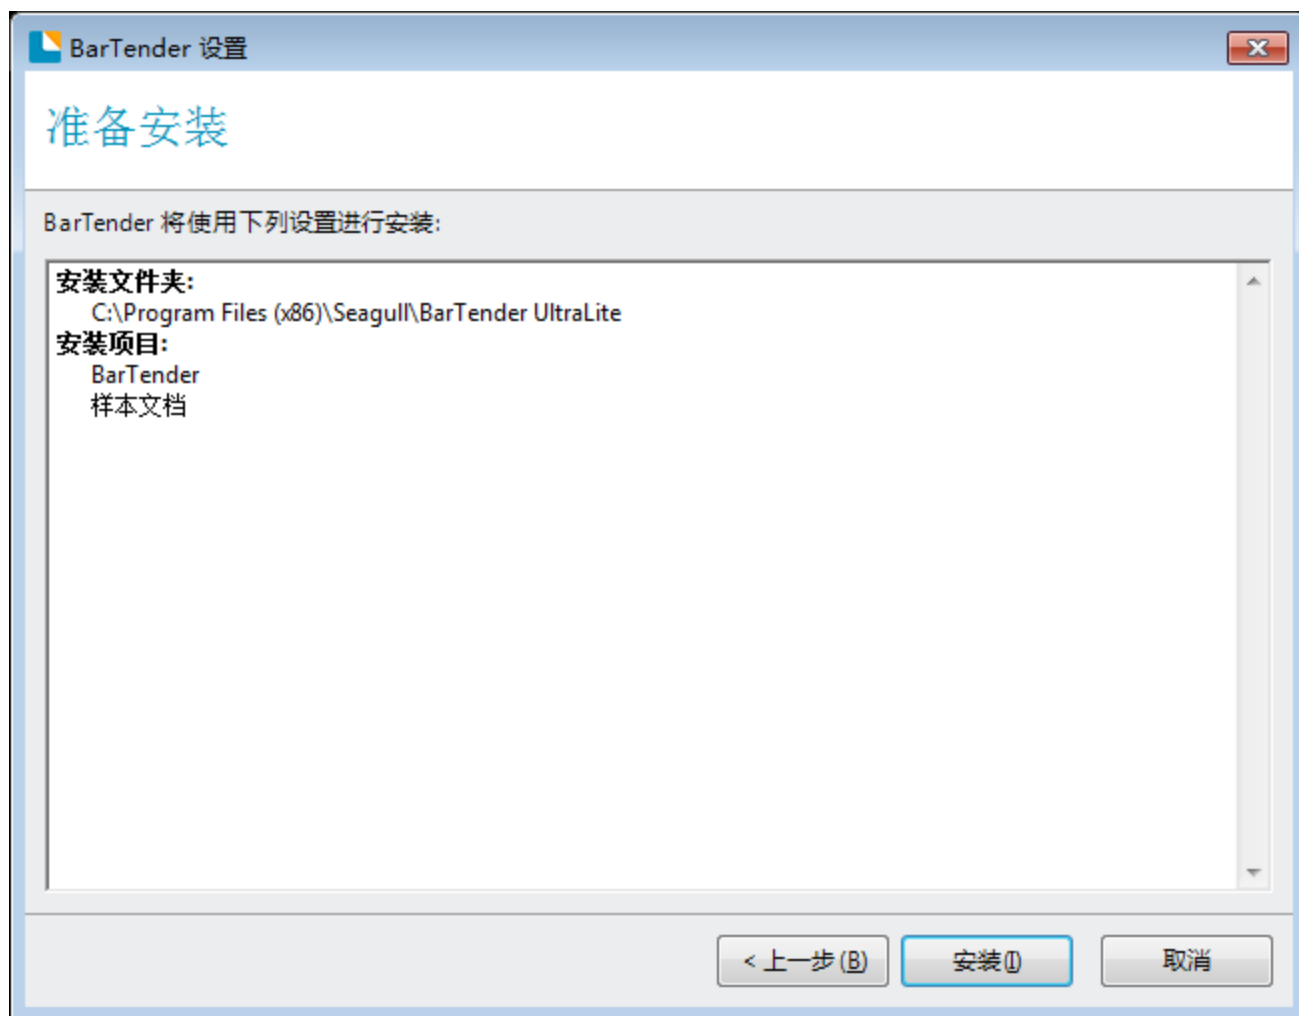 BarTender 设置
准备安装
BarTender 将使用下列设置进行安装:
安装文件夹:
C:\Program Files (x86)\Seagull\BarTender UltraLite
安装项目:
BarTender
样本文档
< 上一步(B) 安装(I) 取消